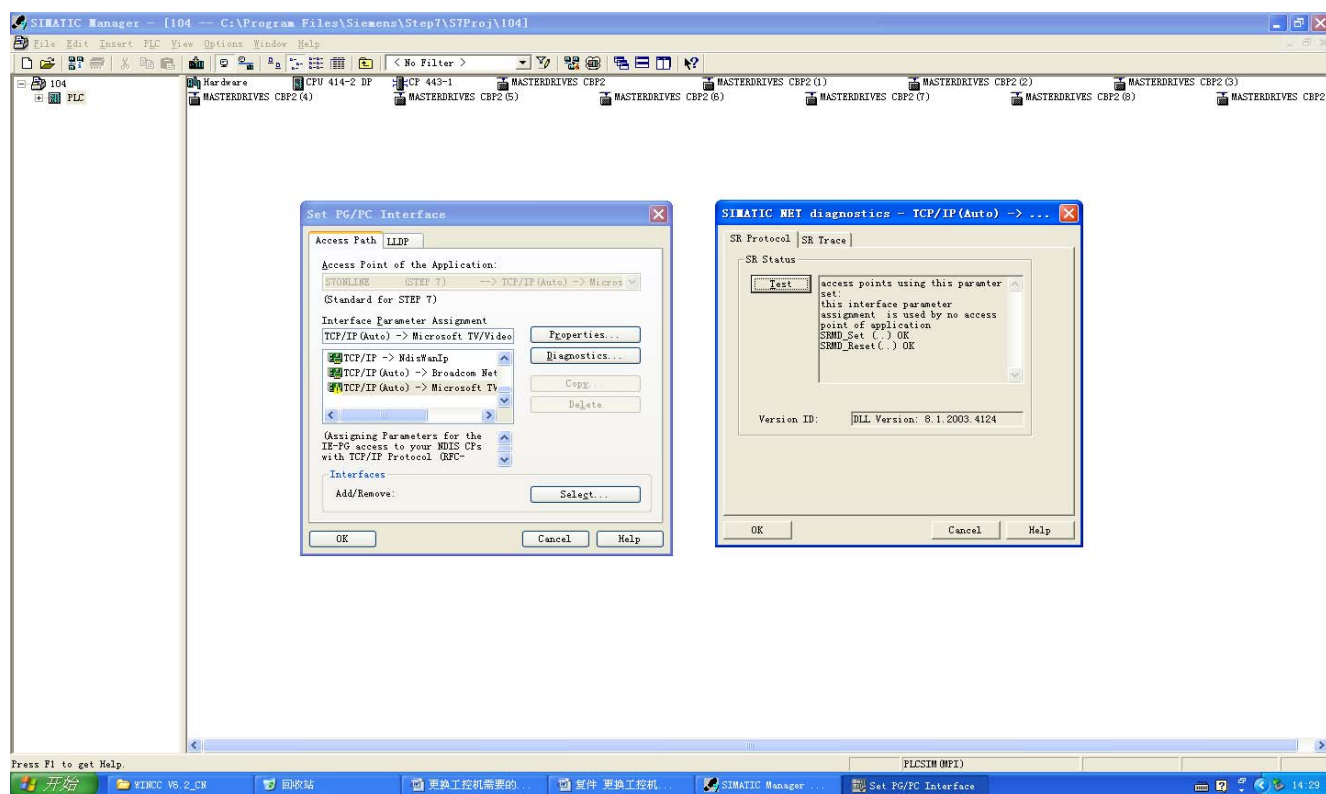 SIMATIC Manager - [104 -- C:\Program Files\Siemens\Step7\S7Proj\104]
File Edit Insert PLC View Options Window Help
< No Filter >
104
PLC
Hardware CPU 414-2 DP CP 443-1 MASTERDRIVES CBP2 MASTERDRIVES CBP2(1) MASTERDRIVES CBP2(2) MASTERDRIVES CBP2(3)
MASTERDRIVES CBP2(4) MASTERDRIVES CBP2(5) MASTERDRIVES CBP2(6) MASTERDRIVES CBP2(7) MASTERDRIVES CBP2(8) MASTERDRIVES CBP2
Set PG/PC Interface
Access Path LLDP
Access Point of the Application:
S7ONLINE (STEP 7) --> TCP/IP(Auto) -> Micros
(Standard for STEP 7)
Interface Parameter Assignment
TCP/IP(Auto) -> Microsoft TV/Video
Properties...
TCP/IP -> NdisWanIp
Diagnostics...
TCP/IP(Auto) -> Broadcom Net
TCP/IP(Auto) -> Microsoft TV
Copy...
Delete
(Assigning Parameters for the
IE-PG access to your NDIS CPs
with TCP/IP Protocol (RFC-
Interfaces
Add/Remove:
Select...
OK Cancel Help
SIMATIC NET diagnostics - TCP/IP(Auto) -> ...
SR Protocol SR Trace
SR Status
Test
access points using this paramter
set:
this interface parameter
assignment is used by no access
point of application
SRMD_Set (..) OK
SRMD_Reset(..) OK
Version ID: DLL Version: 8.1.2003.4124
OK Cancel Help
Press F1 to get Help.
PLCSIM(MPI)
开始 WINCC V6.2_CN 回收站 更换工控机需要的... 复件 更换工控机... SIMATIC Manager ... Set PG/PC Interface 14:29